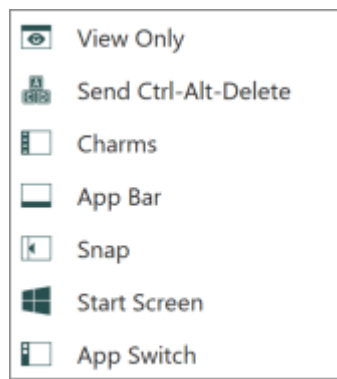 View Only
Send Ctrl-Alt-Delete
Charms
App Bar
Snap
Start Screen
App Switch